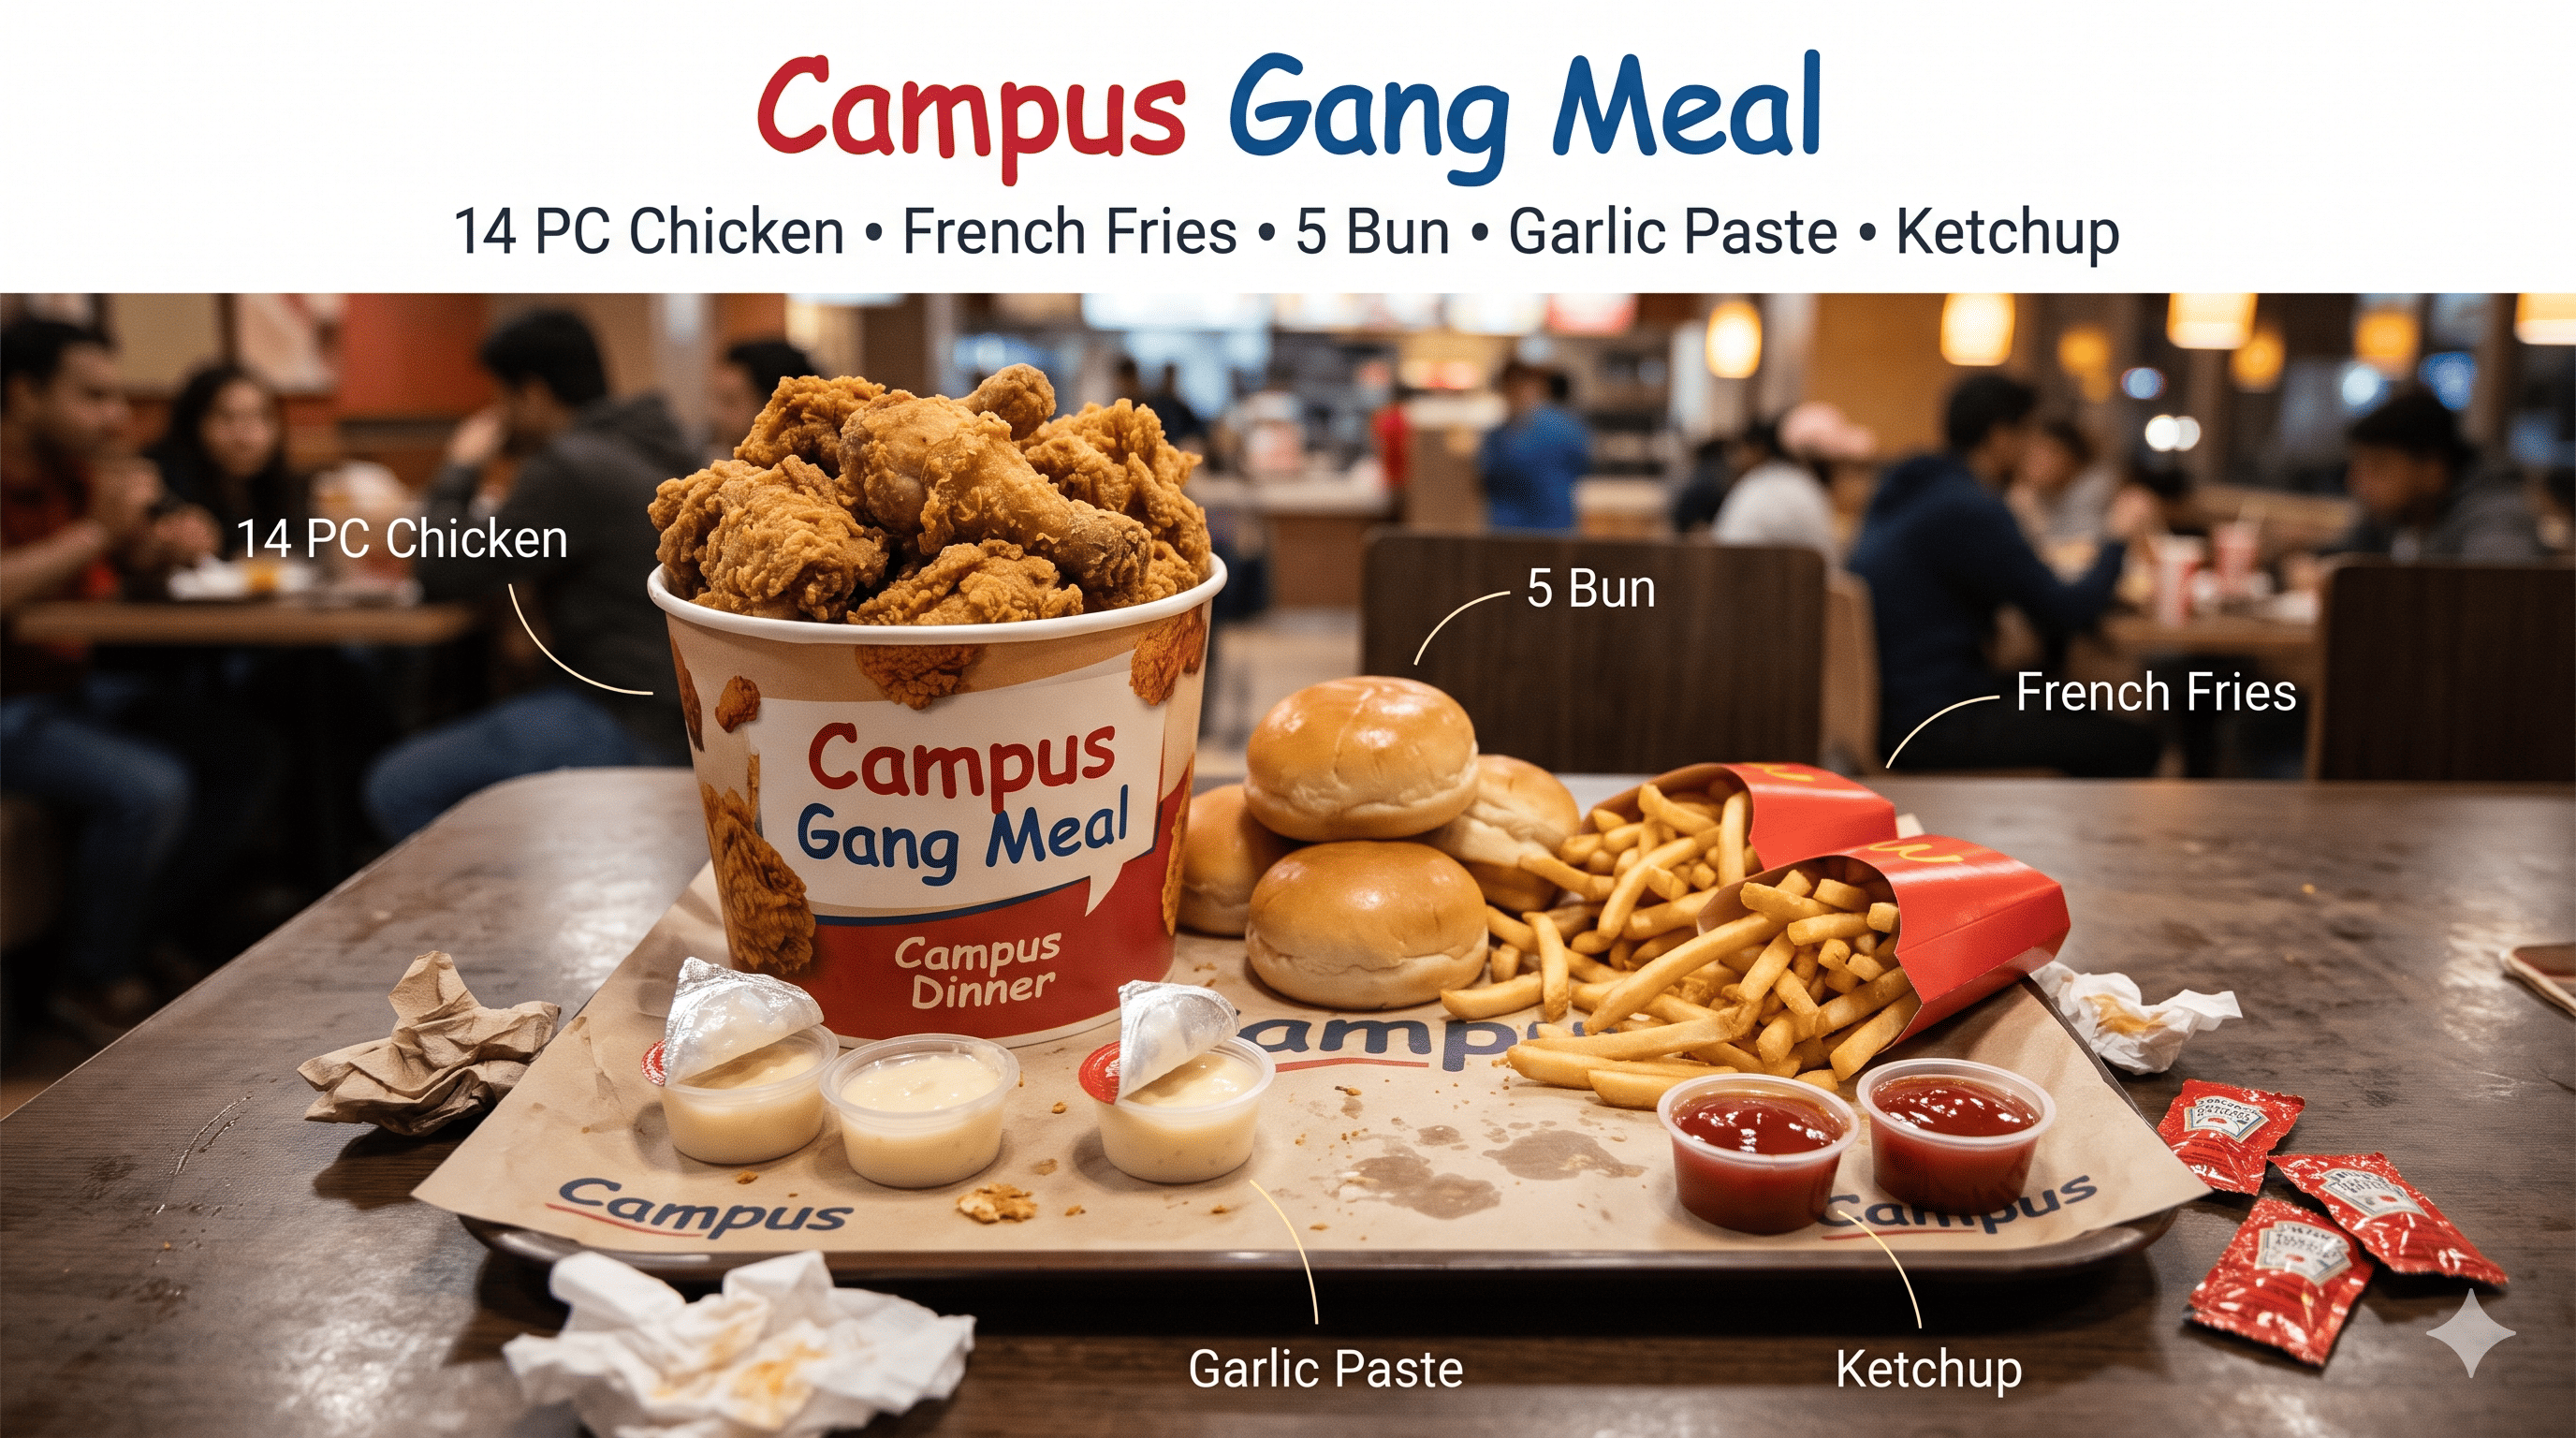 Campus Gang Meal
14 PC Chicken • French Fries • 5 Bun • Garlic Paste • Ketchup
14 PC Chicken
5 Bun
French Fries
Campus
Gang Meal
Campus
Dinner
amp
Campus
Campus
Garlic Paste
Ketchup